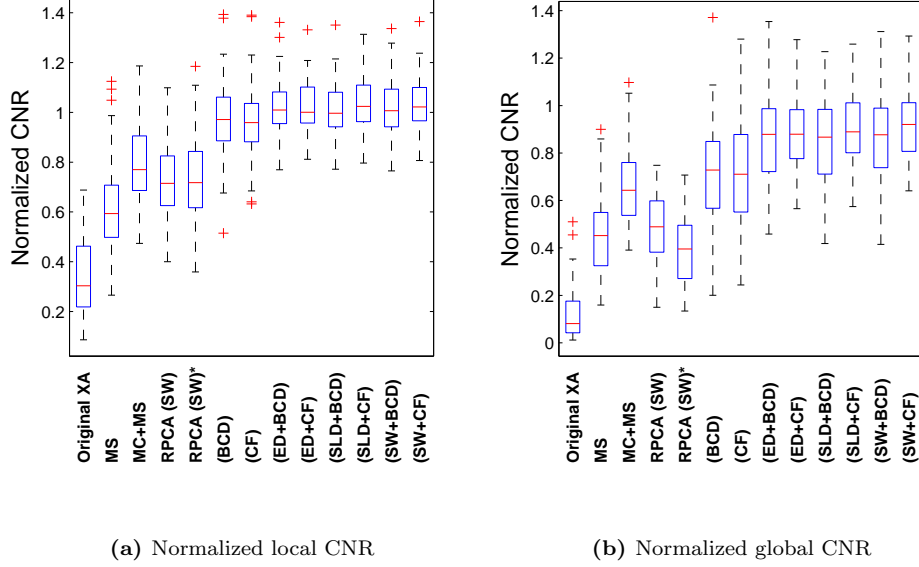 1.4
1.2
1
0.8
0.6
0.4
0.2
Normalized CNR
Original XA
MS
MC+MS
RPCA (SW)
RPCA (SW)*
(BCD)
(CF)
(ED+BCD)
(ED+CF)
(SLD+BCD)
(SLD+CF)
(SW+BCD)
(SW+CF)
(a) Normalized local CNR
1.4
1.2
1
0.8
0.6
0.4
0.2
0
Normalized CNR
Original XA
MS
MC+MS
RPCA (SW)
RPCA (SW)*
(BCD)
(CF)
(ED+BCD)
(ED+CF)
(SLD+BCD)
(SLD+CF)
(SW+BCD)
(SW+CF)
(b) Normalized global CNR